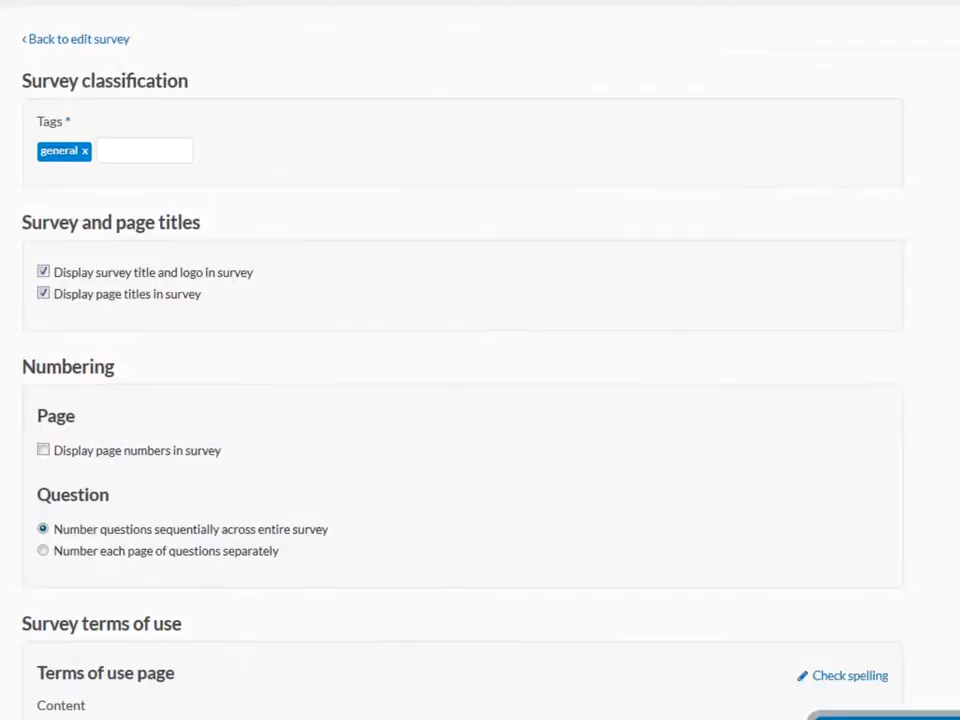 ‹Back to edit survey
Survey classification
Tags *
general x
Survey and page titles
Display survey title and logo in survey
Display page titles in survey
Numbering
Page
Display page numbers in survey
Question
Number questions sequentially across entire survey
Number each page of questions separately
Survey terms of use
Terms of use page
Check spelling
Content